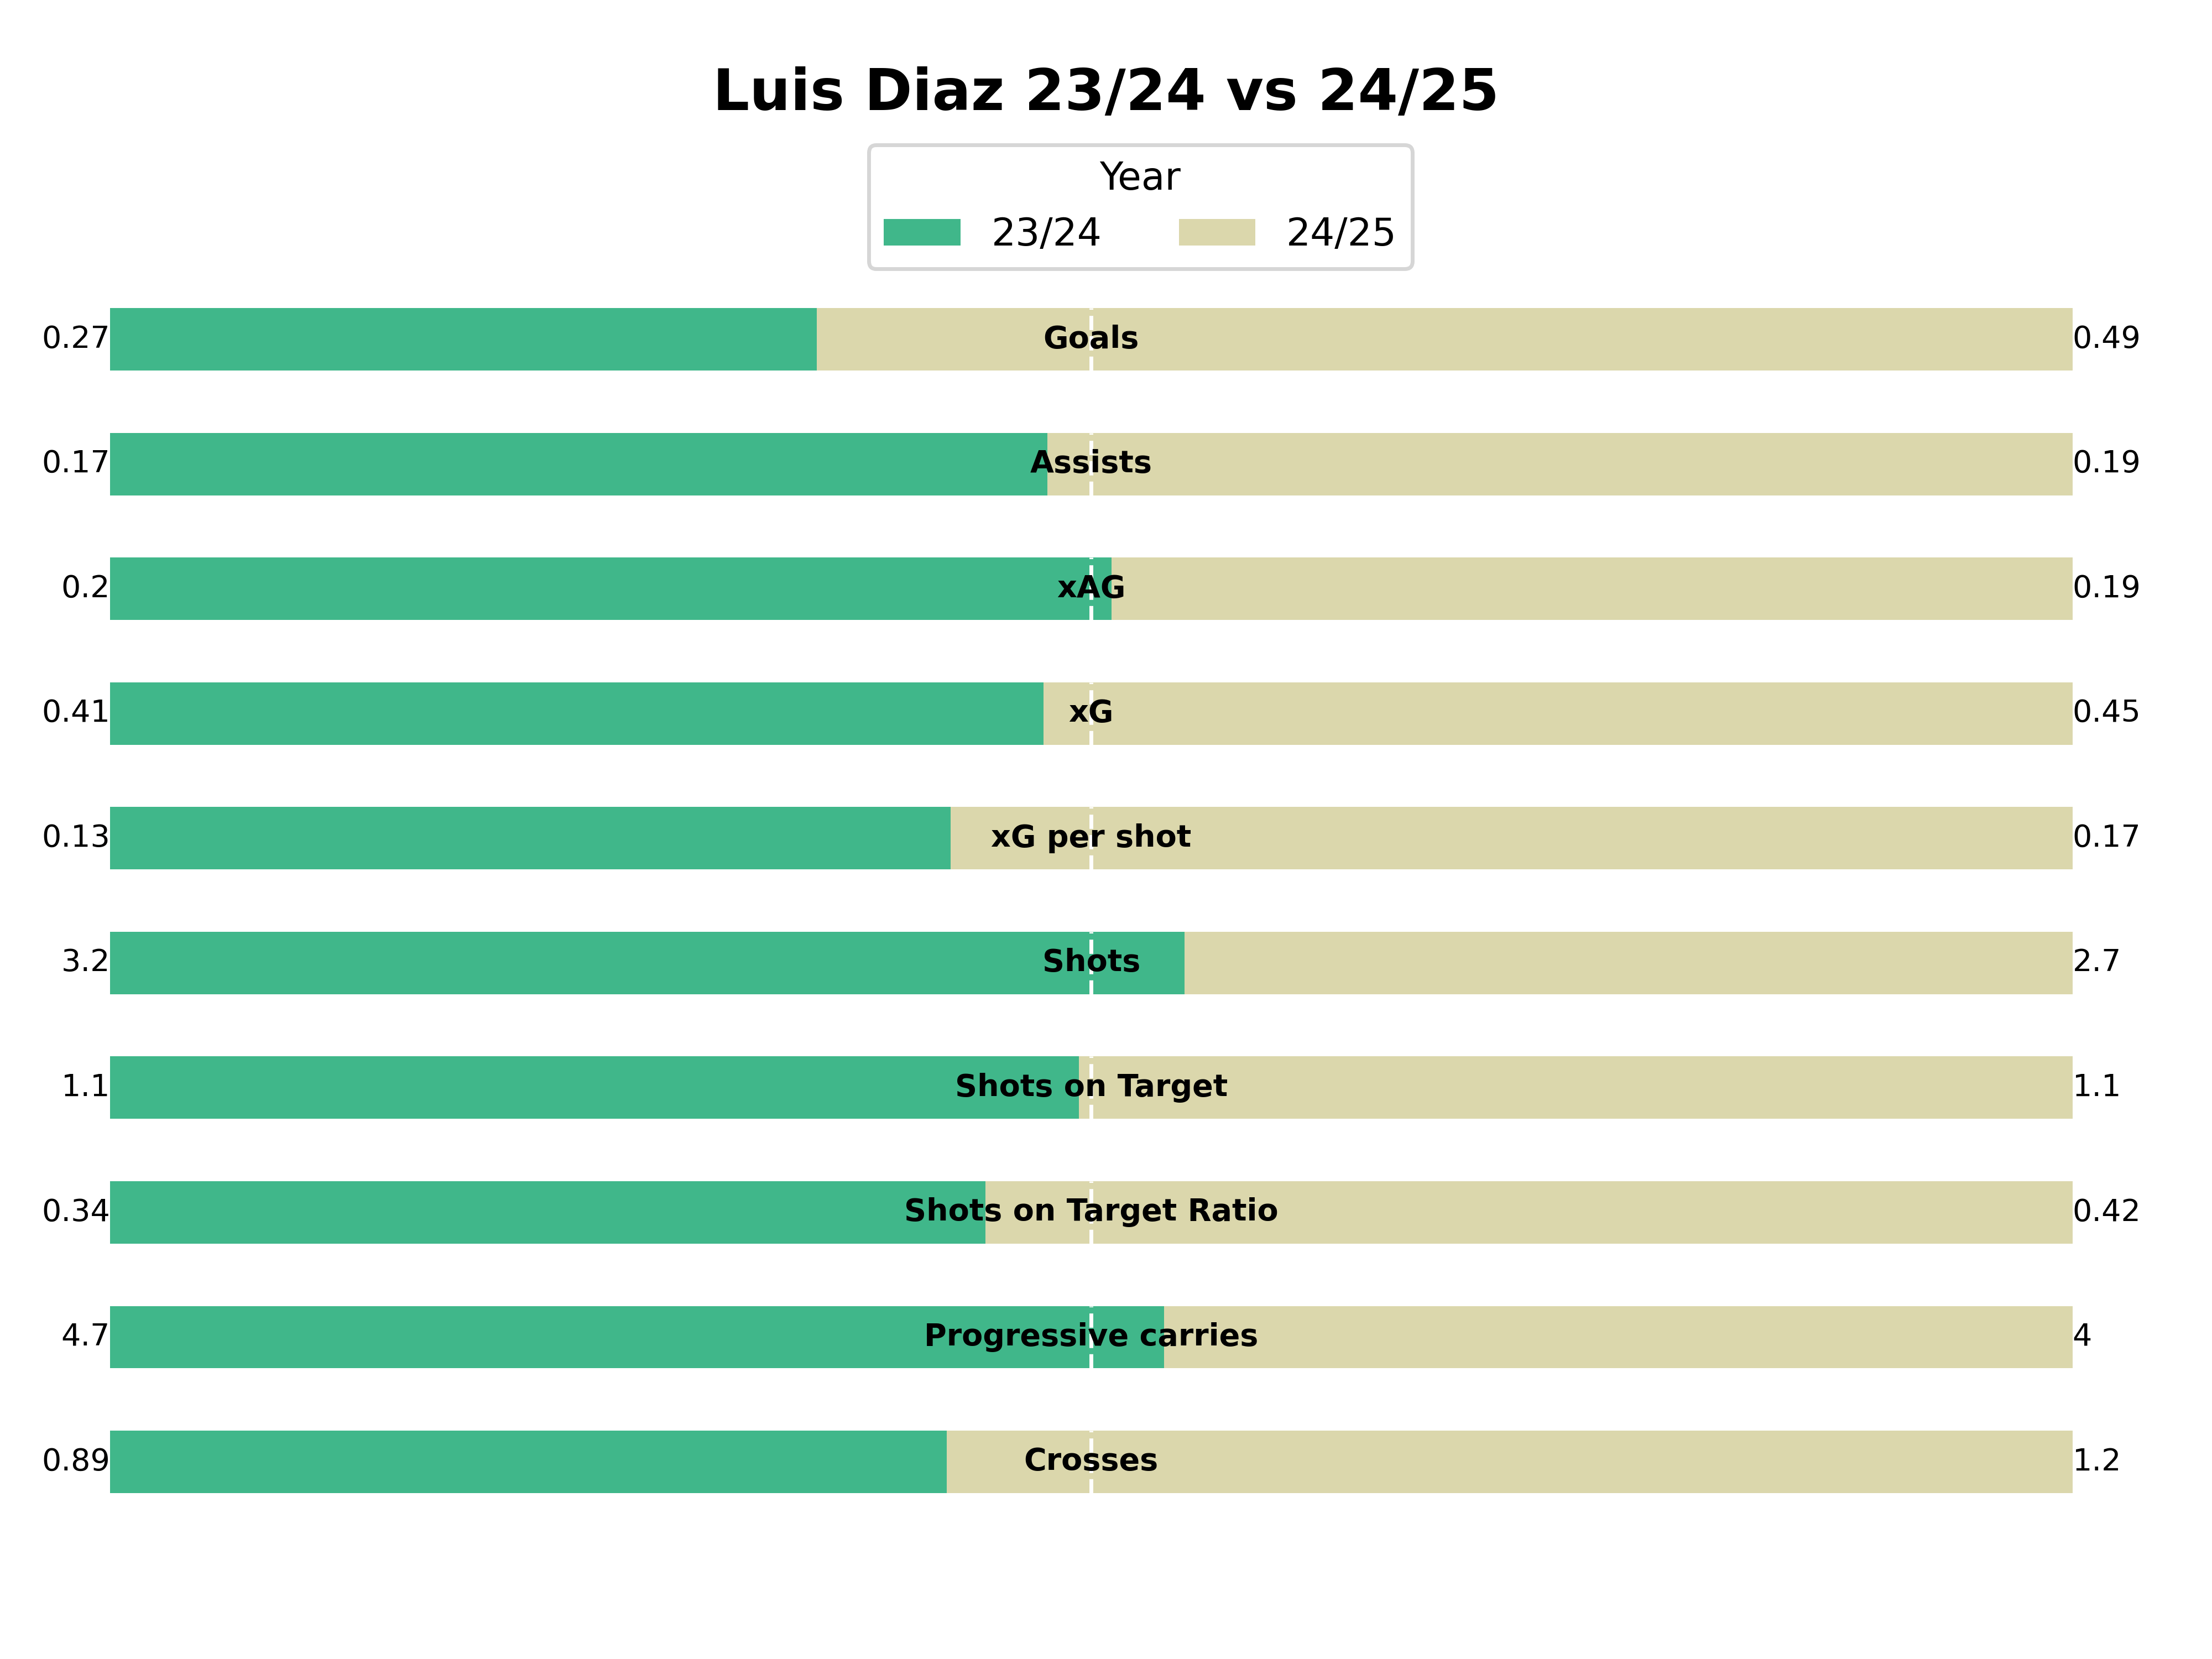 Luis Diaz 23/24 vs 24/25
Year
23/24 24/25
0.27 Goals 0.49
0.17 Assists 0.19
0.2 xAG 0.19
0.41 xG 0.45
0.13 xG per shot 0.17
3.2 Shots 2.7
1.1 Shots on Target 1.1
0.34 Shots on Target Ratio 0.42
4.7 Progressive carries 4
0.89 Crosses 1.2